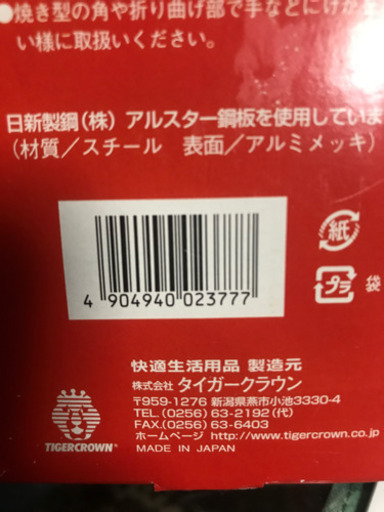 ●焼き型の角や折り曲げ部で手などにけが
い様に取扱いください。
日新製鋼(株) アルスター鋼板を使用していま
(材質／スチール 表面／アルミメッキ)
紙
プラ
袋
4 904940 023777
快適生活用品 製造元
株式会社 タイガークラウン
〒959-1276 新潟県燕市小池3330-4
TEL.(0256) 63-2192 (代)
FAX.(0256) 63-6403
ホームページ http://www.tigercrown.co.jp
MADE IN JAPAN
TIGERCROWN®